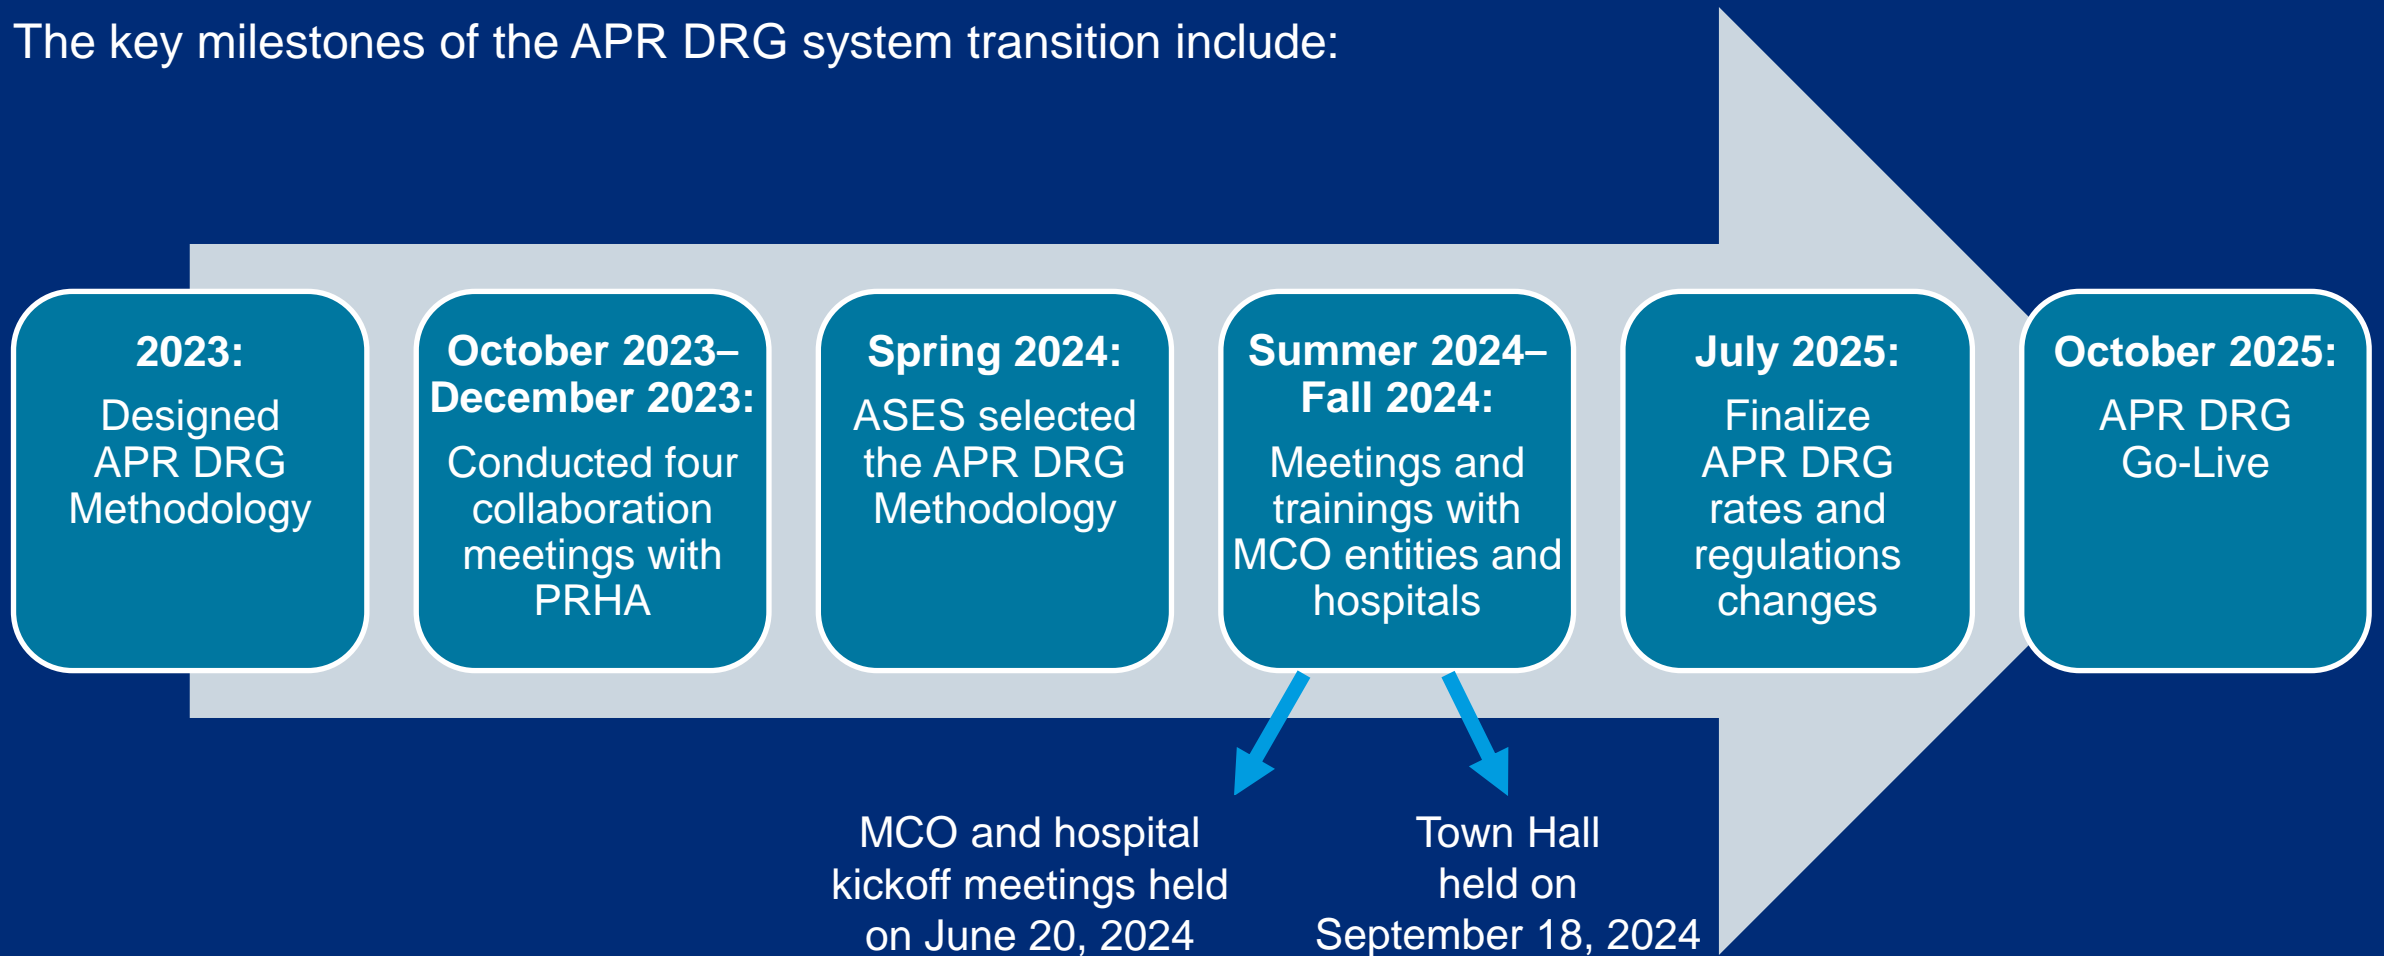 The key milestones of the APR DRG system transition include:
2023:
Designed
APR DRG
Methodology
October 2023–
December 2023:
Conducted four
collaboration
meetings with
PRHA
Spring 2024:
ASES selected
the APR DRG
Methodology
Summer 2024–
Fall 2024:
Meetings and
trainings with
MCO entities and
hospitals
July 2025:
Finalize
APR DRG
rates and
regulations
changes
October 2025:
APR DRG
Go-Live
MCO and hospital
kickoff meetings held
on June 20, 2024
Town Hall
held on
September 18, 2024